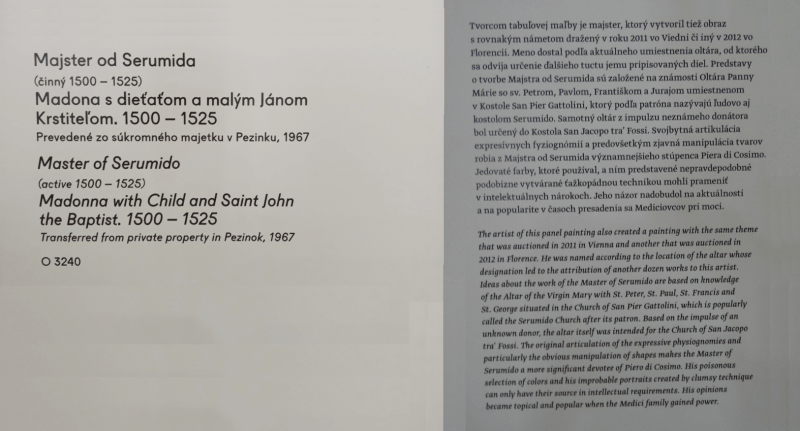 Majster od Serumida
(činný 1500 – 1525)
Madona s dieťaťom a malým Jánom
Krstiteľom. 1500 – 1525
Prevedené zo súkromného majetku v Pezinku, 1967
Master of Serumido
(active 1500 – 1525)
Madonna with Child and Saint John
the Baptist. 1500 – 1525
Transferred from private property in Pezinok, 1967
O 3240
Tvorcom tabuľovej maľby je majster, ktorý vytvoril tiež obraz
s rovnakým námetom dražený v roku 2011 vo Viedni či iný v 2012 vo
Florencii. Meno dostal podľa aktuálneho umiestnenia oltára, od ktorého
sa odvija určenie ďalšieho tuctu jemu pripisovaných diel. Predstavy
o tvorbe Majstra od Serumida sú založené na známosti Oltára Panny
Márie so sv. Petrom, Pavlom, Františkom a Jurajom umiestnenom
v Kostole San Pier Gattolini, ktorý podľa patróna nazývajú ľudovo aj
kostolom Serumido. Samotný oltár z impulzu neznámeho donátora
bol určený do Kostola San Jacopo tra' Fossi. Svojbytná artikulácia
expresívnych fyziognómii a predovšetkým zjavná manipulácia tvarov
robia z Majstra od Serumida významnejšieho stúpenca Piera di Cosimo.
Jedovaté farby, ktoré používal, a ním predstavené nepravdepodobné
podobizne vytvárané ťažkopádnou technikou mohli prameniť
v intelektuálnych nárokoch. Jeho názor nadobudol na aktuálnosti
a na popularite v časoch presadenia sa Mediciovcov pri moci.
The artist of this panel painting also created a painting with the same theme
that was auctioned in 2011 in Vienna and another that was auctioned in
2012 in Florence. He was named according to the location of the altar whose
designation led to the attribution of another dozen works to this artist.
Ideas about the work of the Master of Serumido are based on knowledge
of the Altar of the Virgin Mary with St. Peter, St. Paul, St. Francis and
St. George situated in the Church of San Pier Gattolini, which is popularly
called the Serumido Church after its patron. Based on the impulse of an
unknown donor, the altar itself was intended for the Church of San Jacopo
tra' Fossi. The original articulation of the expressive physiognomies and
particularly the obvious manipulation of shapes makes the Master of
Serumido a more significant devotee of Piero di Cosimo. His poisonous
selection of colors and his improbable portraits created by clumsy technique
can only have their source in intellectual requirements. His opinions
became topical and popular when the Medici family gained power.